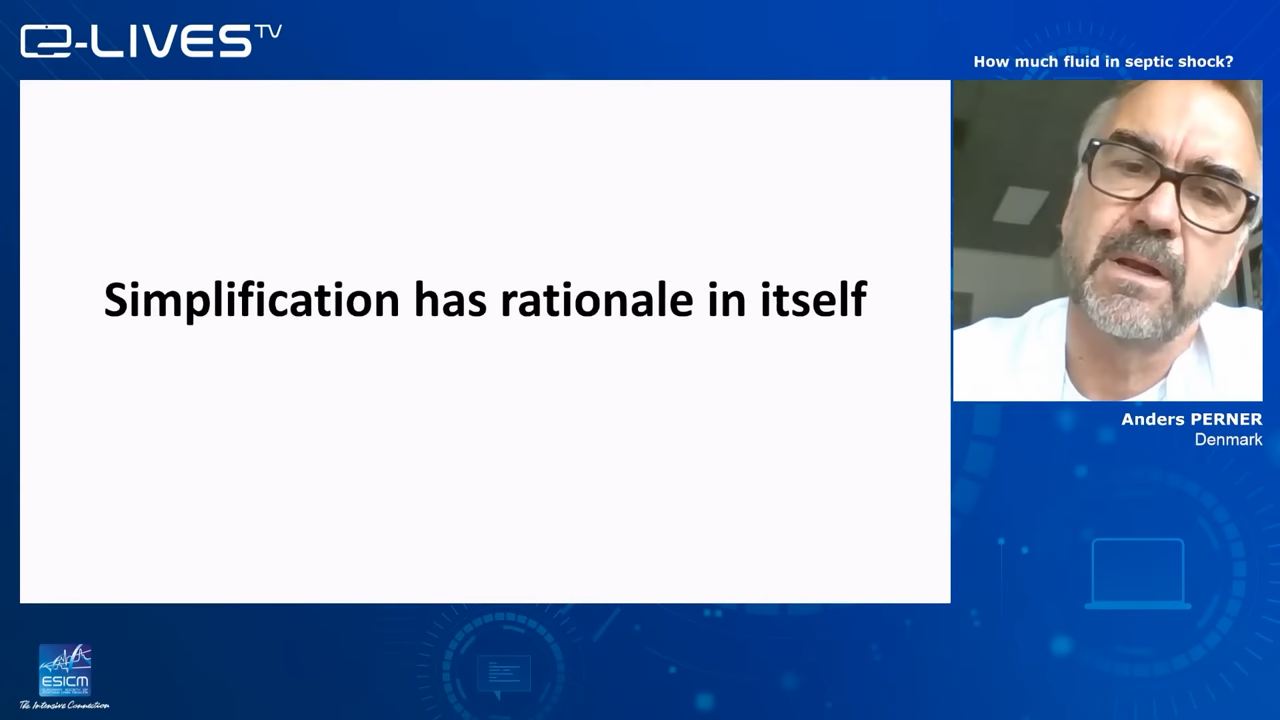 e-LIVES TV
How much fluid in septic shock?
Simplification has rationale in itself
Anders PERNER
Denmark
ESICM
The Intensive Connection